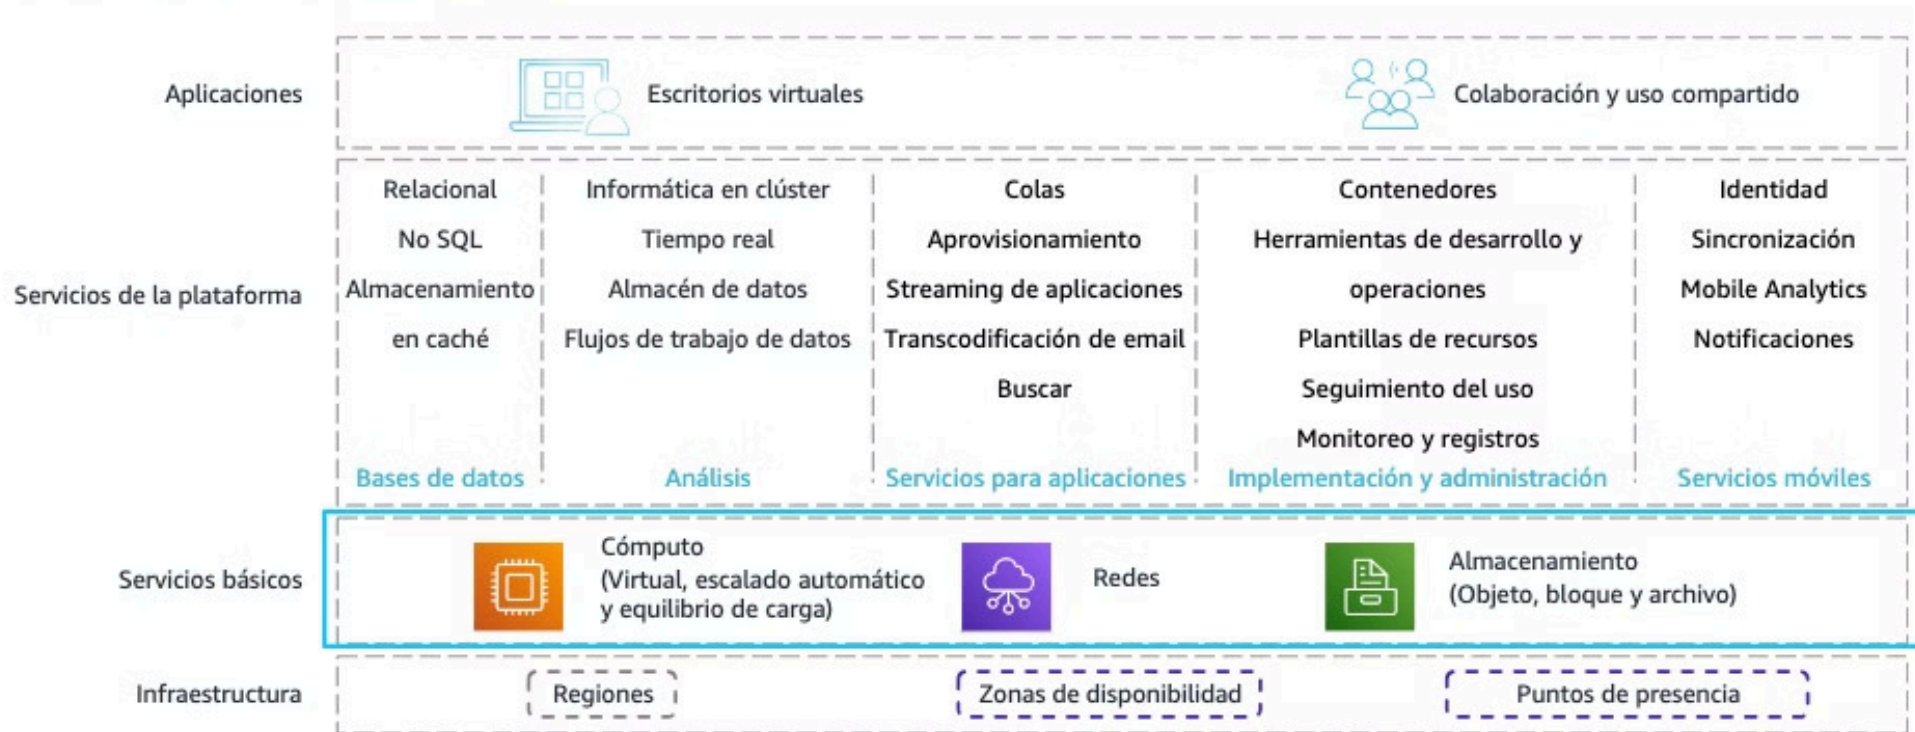 Aplicaciones
Escritorios virtuales
Colaboración y uso compartido
Servicios de la plataforma
Relacional
No SQL
Almacenamiento
en caché
Bases de datos
Informática en clúster
Tiempo real
Almacén de datos
Flujos de trabajo de datos
Análisis
Colas
Aprovisionamiento
Streaming de aplicaciones
Transcodificación de email
Buscar
Servicios para aplicaciones
Contenedores
Herramientas de desarrollo y
operaciones
Plantillas de recursos
Seguimiento del uso
Monitoreo y registros
Implementación y administración
Identidad
Sincronización
Mobile Analytics
Notificaciones
Servicios móviles
Servicios básicos
Cómputo
(Virtual, escalado automático
y equilibrio de carga)
Redes
Almacenamiento
(Objeto, bloque y archivo)
Infraestructura
Regiones
Zonas de disponibilidad
Puntos de presencia